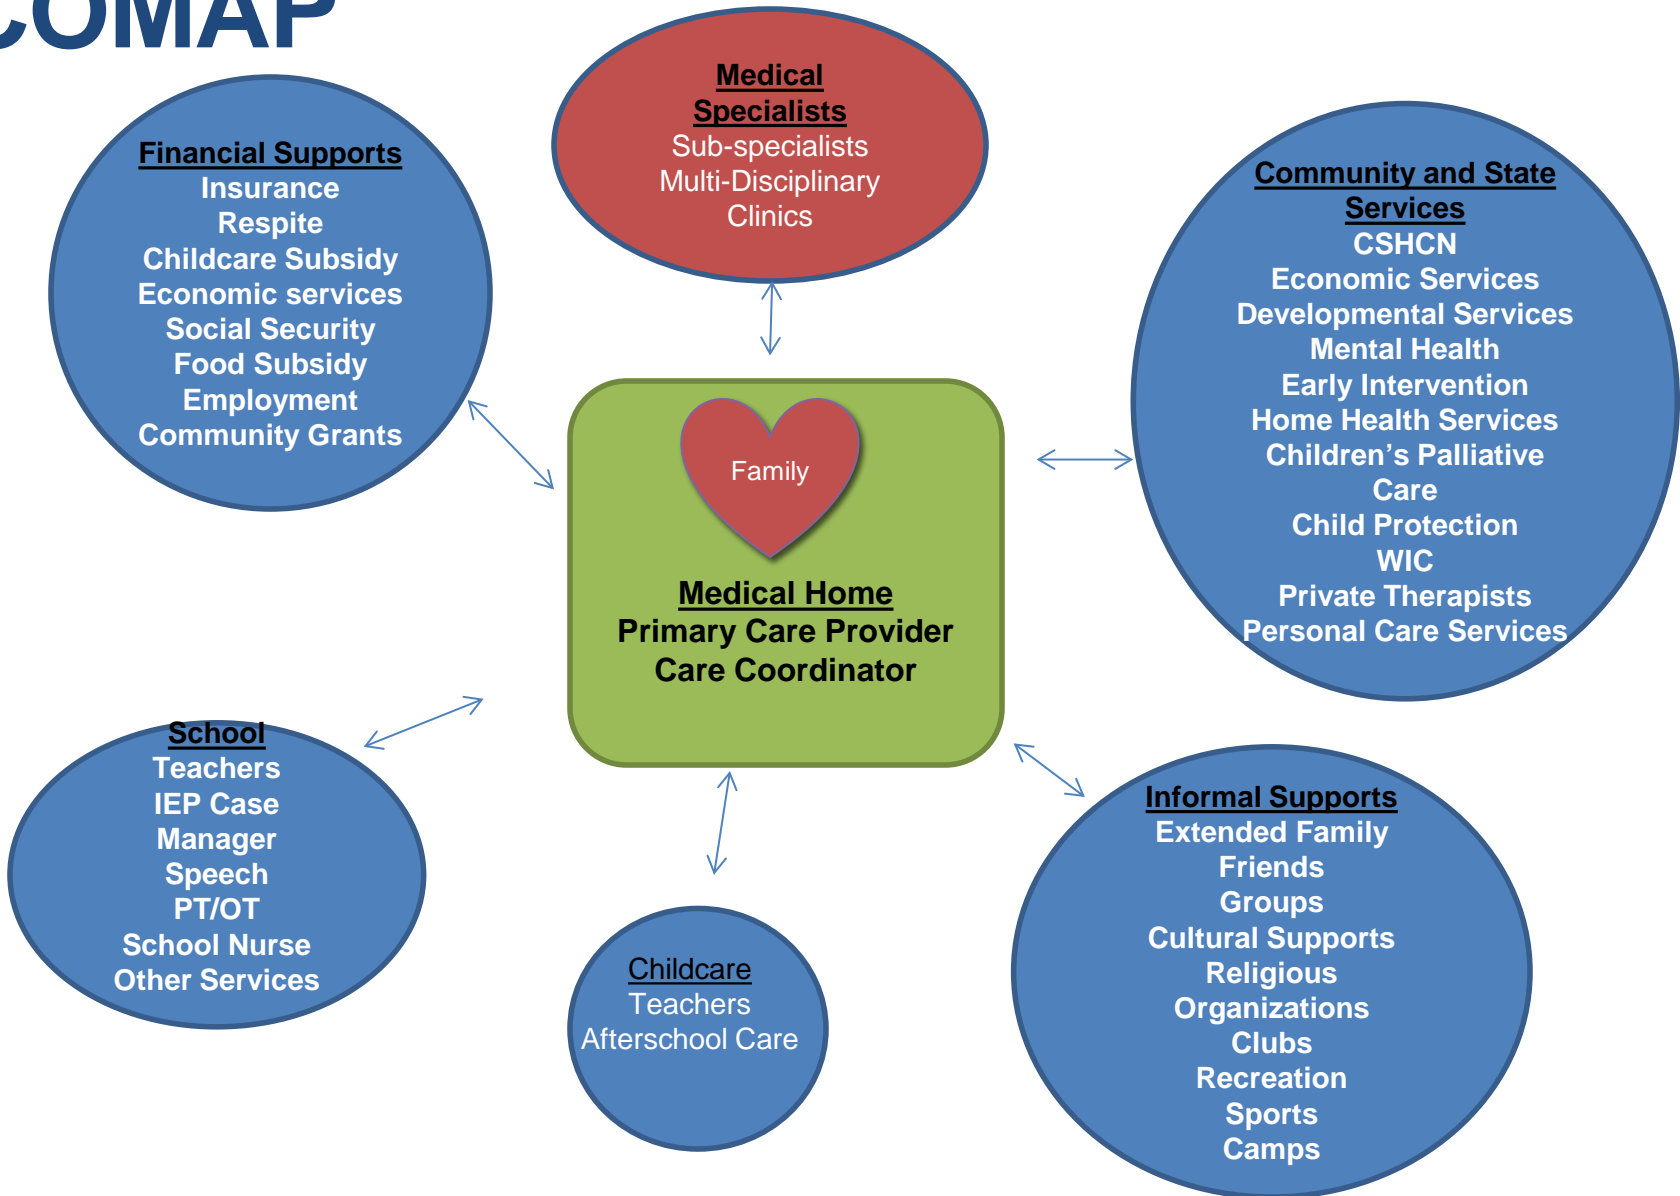 COMAP
Medical
Specialists
Sub-specialists
Multi-Disciplinary
Clinics
Financial Supports
Insurance
Respite
Childcare Subsidy
Economic services
Social Security
Food Subsidy
Employment
Community Grants
Community and State
Services
CSHCN
Economic Services
Developmental Services
Mental Health
Early Intervention
Home Health Services
Children’s Palliative
Care
Child Protection
WIC
Private Therapists
Personal Care Services
Family
Medical Home
Primary Care Provider
Care Coordinator
School
Teachers
IEP Case
Manager
Speech
PT/OT
School Nurse
Other Services
Childcare
Teachers
Afterschool Care
Informal Supports
Extended Family
Friends
Groups
Cultural Supports
Religious
Organizations
Clubs
Recreation
Sports
Camps